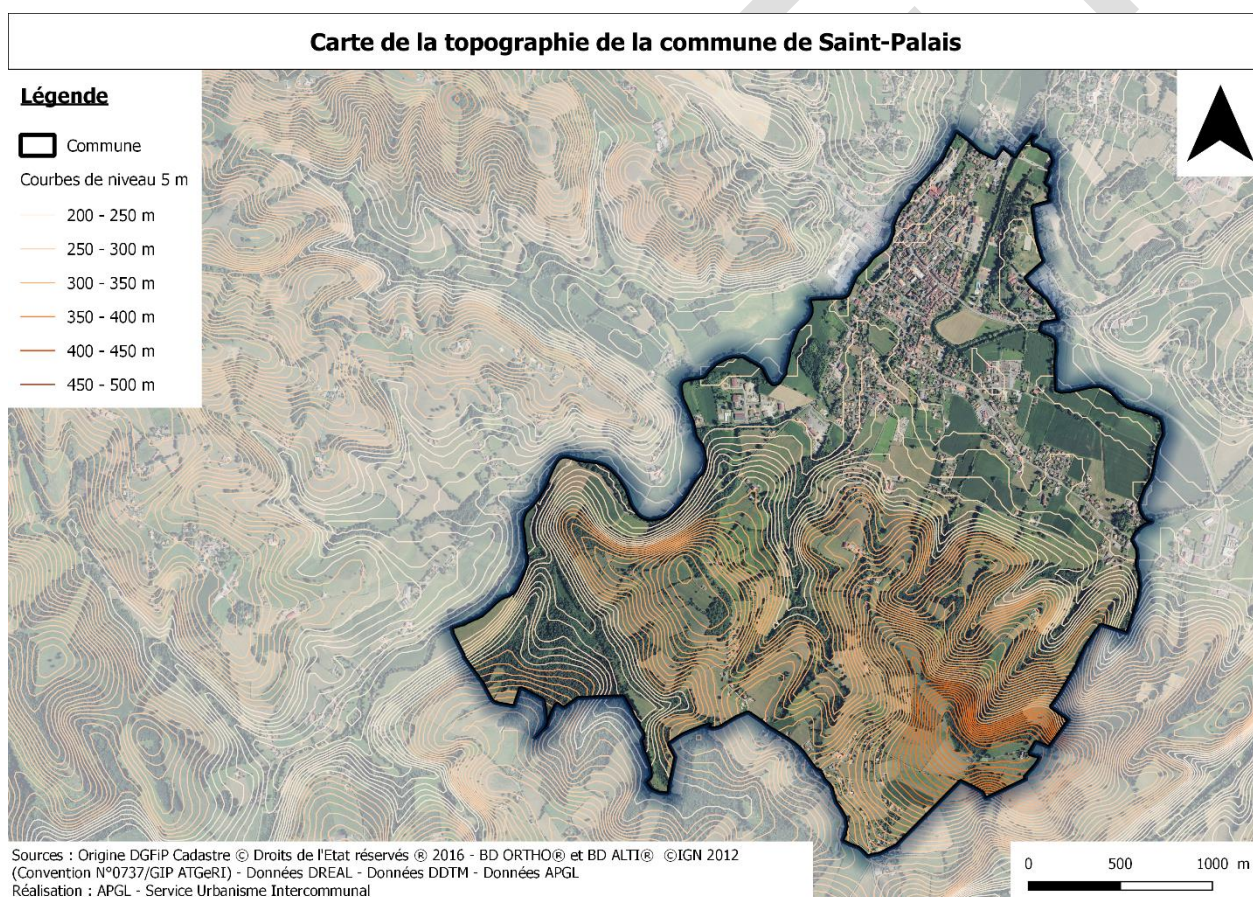 Carte de la topographie de la commune de Saint-Palais
Légende
Commune
Courbes de niveau 5 m
200 - 250 m
250 - 300 m
300 - 350 m
350 - 400 m
400 - 450 m
450 - 500 m
Sources : Origine DGFiP Cadastre © Droits de l'Etat réservés ® 2016 - BD ORTHO® et BD ALTI® ©IGN 2012
(Convention N°0737/GIP ATGeRI) - Données DREAL - Données DDTM - Données APGL
Réalisation : APGL - Service Urbanisme Intercommunal
0 500 1000 m